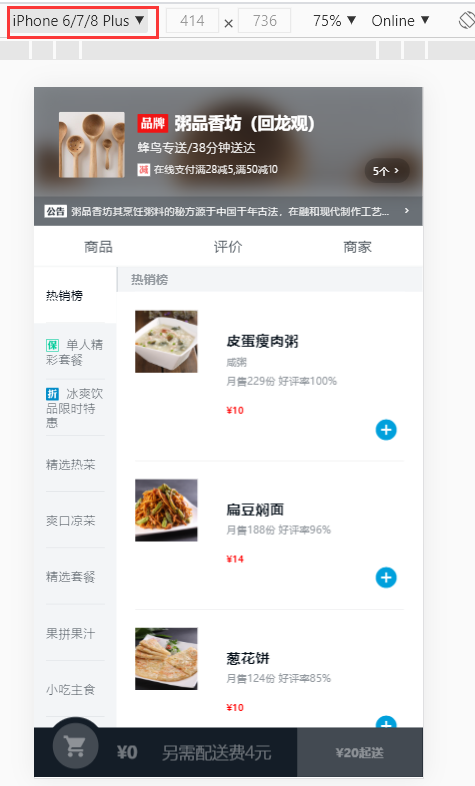 iPhone 6/7/8 Plus ▼ 414 × 736 75% ▼ Online ▼
品牌 粥品香坊（回龙观）
蜂鸟专送/38分钟送达
减 在线支付满28减5,满50减10
5个 >
公告 粥品香坊其烹饪粥料的秘方源于中国千年古法，在融和现代制作工艺... >
商品 评价 商家
热销榜
保 单人精
彩套餐
折 冰爽饮
品限时特
惠
精选热菜
爽口凉菜
精选套餐
果拼果汁
小吃主食
热销榜
皮蛋瘦肉粥
咸粥
月售229份 好评率100%
¥10
扁豆焖面
月售188份 好评率96%
¥14
葱花饼
月售124份 好评率85%
¥10
¥0 另需配送费4元 ¥20起送